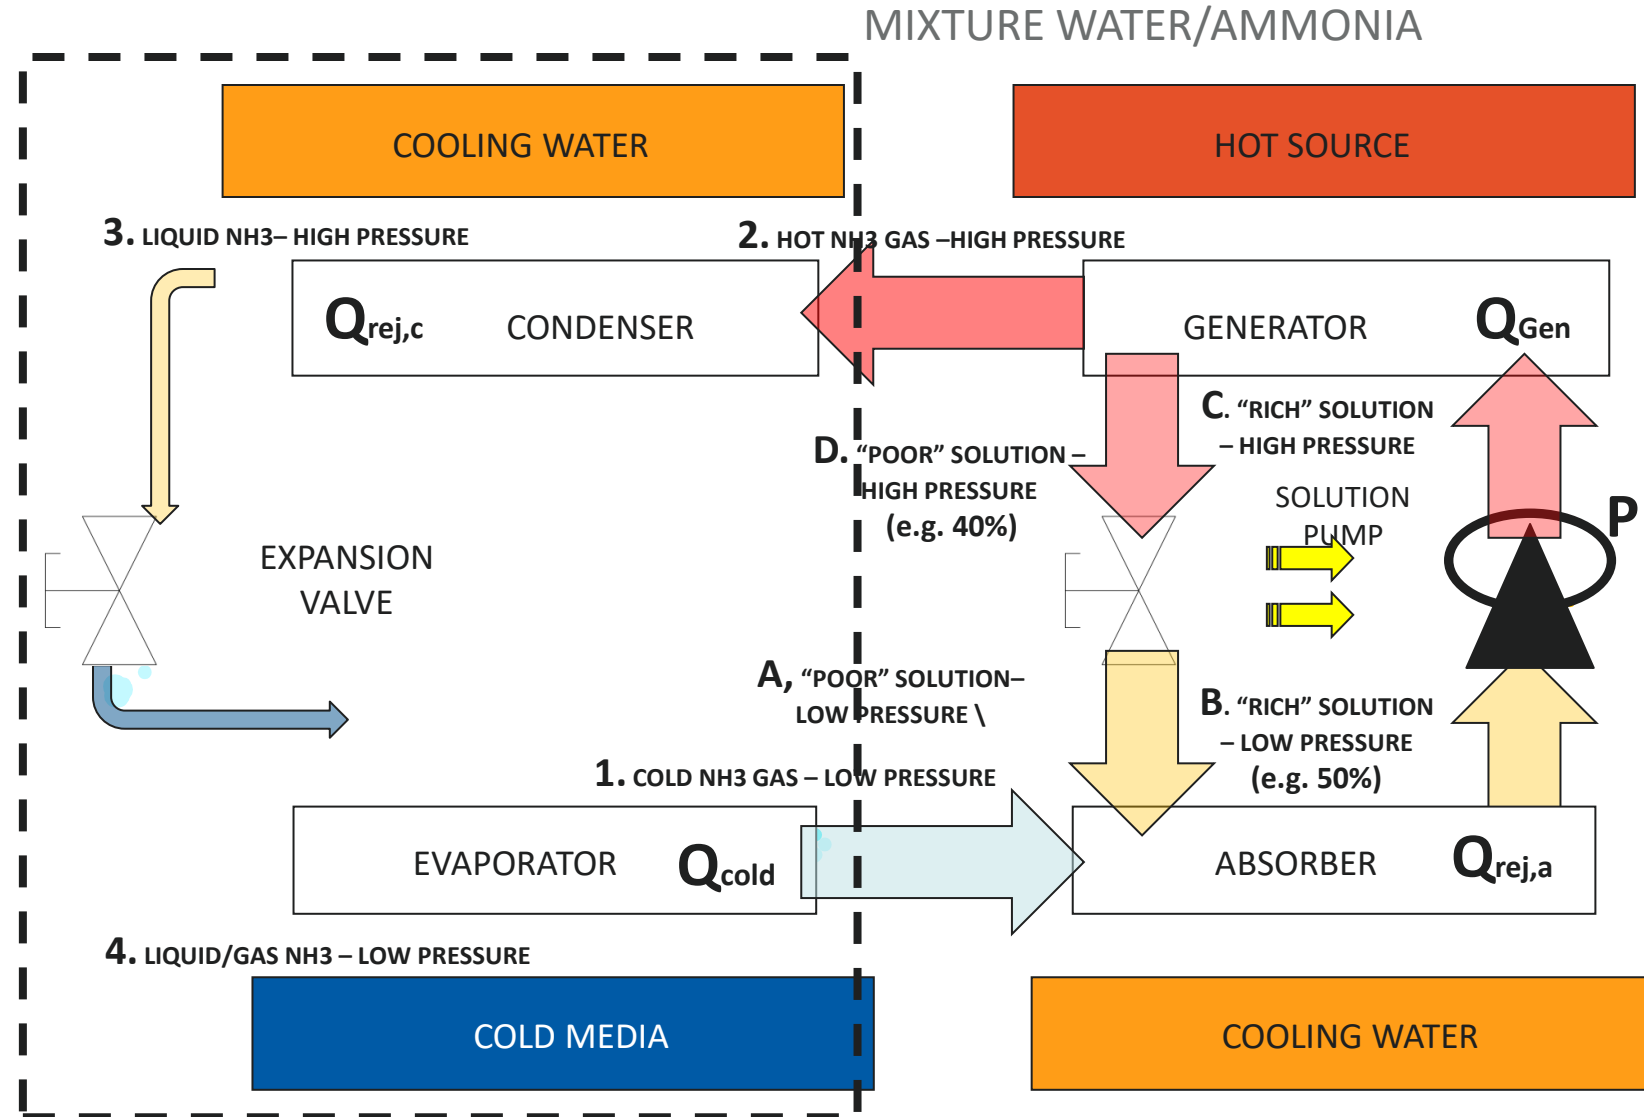 MIXTURE WATER/AMMONIA
COOLING WATER
HOT SOURCE
3. LIQUID NH3– HIGH PRESSURE
2. HOT NH3 GAS –HIGH PRESSURE
Qrej,c
CONDENSER
GENERATOR
QGen
C. “RICH” SOLUTION
– HIGH PRESSURE
D. “POOR” SOLUTION –
HIGH PRESSURE
(e.g. 40%)
SOLUTION
PUMP
P
EXPANSION
VALVE
A, “POOR” SOLUTION–
LOW PRESSURE \
B. “RICH” SOLUTION
– LOW PRESSURE
(e.g. 50%)
1. COLD NH3 GAS – LOW PRESSURE
EVAPORATOR
Qcold
ABSORBER
Qrej,a
4. LIQUID/GAS NH3 – LOW PRESSURE
COLD MEDIA
COOLING WATER